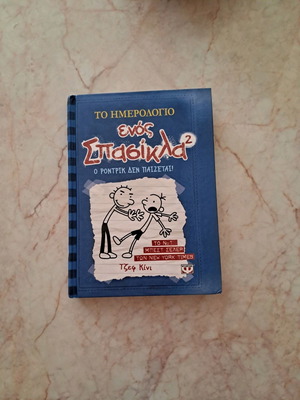 ΤΟ ΗΜΕΡΟΛΟΓΙΟ
ενός
Σπασίκλα 2
Ο ΡΟΝΤΡΙΚ ΔΕΝ ΠΑΙΖΕΤΑΙ!
ΤΟ Νο 1
ΜΠΕΣΤ ΣΕΛΕΡ
ΤΩΝ NEW YORK TIMES
Τζεφ Κίνι